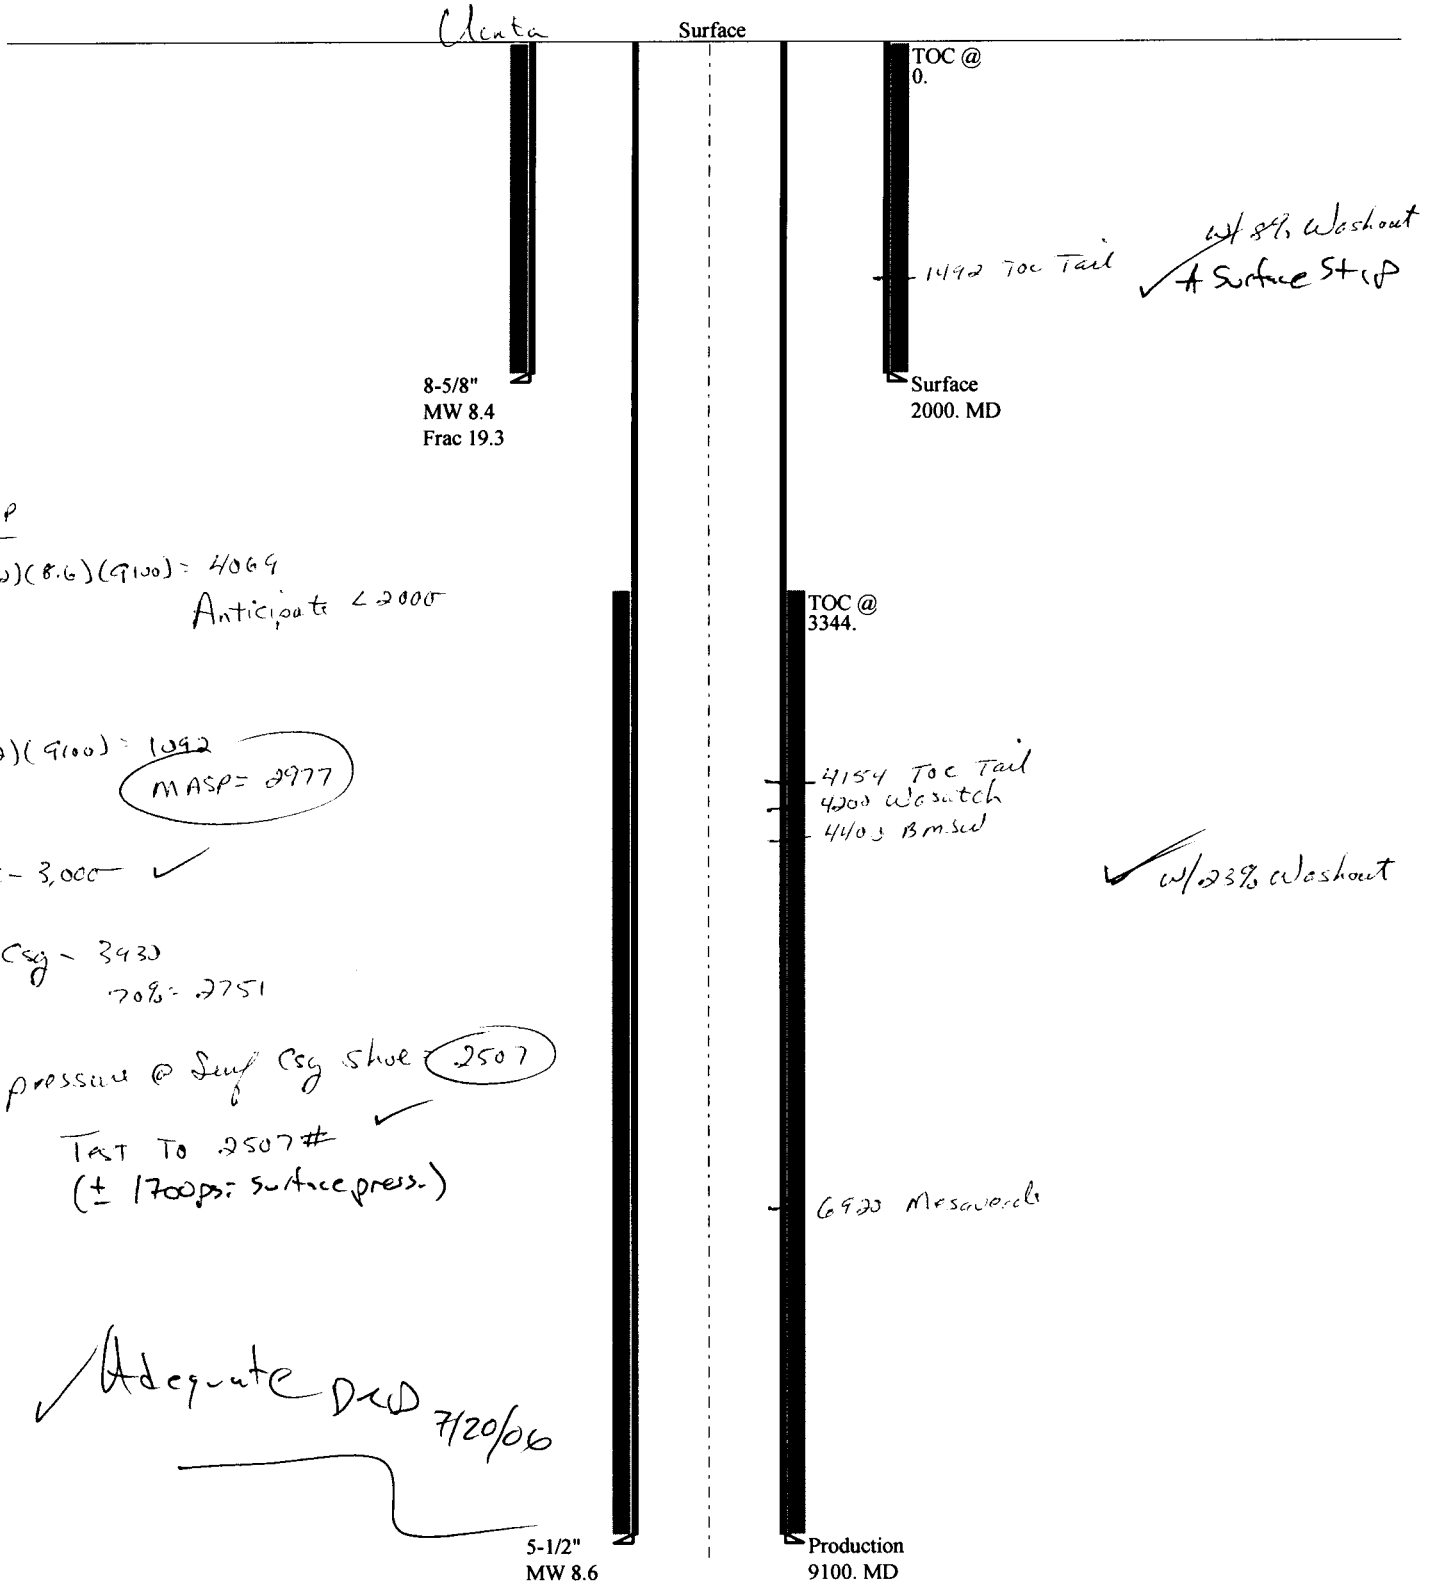 Uinta
Surface
TOC @
0.
w/ 8% Washout
1492 TOC Tail
✓ A Surface Stip
8-5/8"
MW 8.4
Frac 19.3
Surface
2000. MD
P
)(8.6)(9100)= 4069
Anticipate <2000
TOC @
3344.
)(9100)= 1092
MASP= 2977
4154 TOC Tail
4200 Wasatch
BMSW
- 3,000 ✓
✓ w/23% Washout
Csg - 3930
70%= 2751
pressure @ Surf Csg shoe= 2507
Test To 2507# ✓
(± 1700psi surface press.)
6920 Mesaverde
✓ Adequate DKD 7/20/06
5-1/2"
MW 8.6
Production
9100. MD